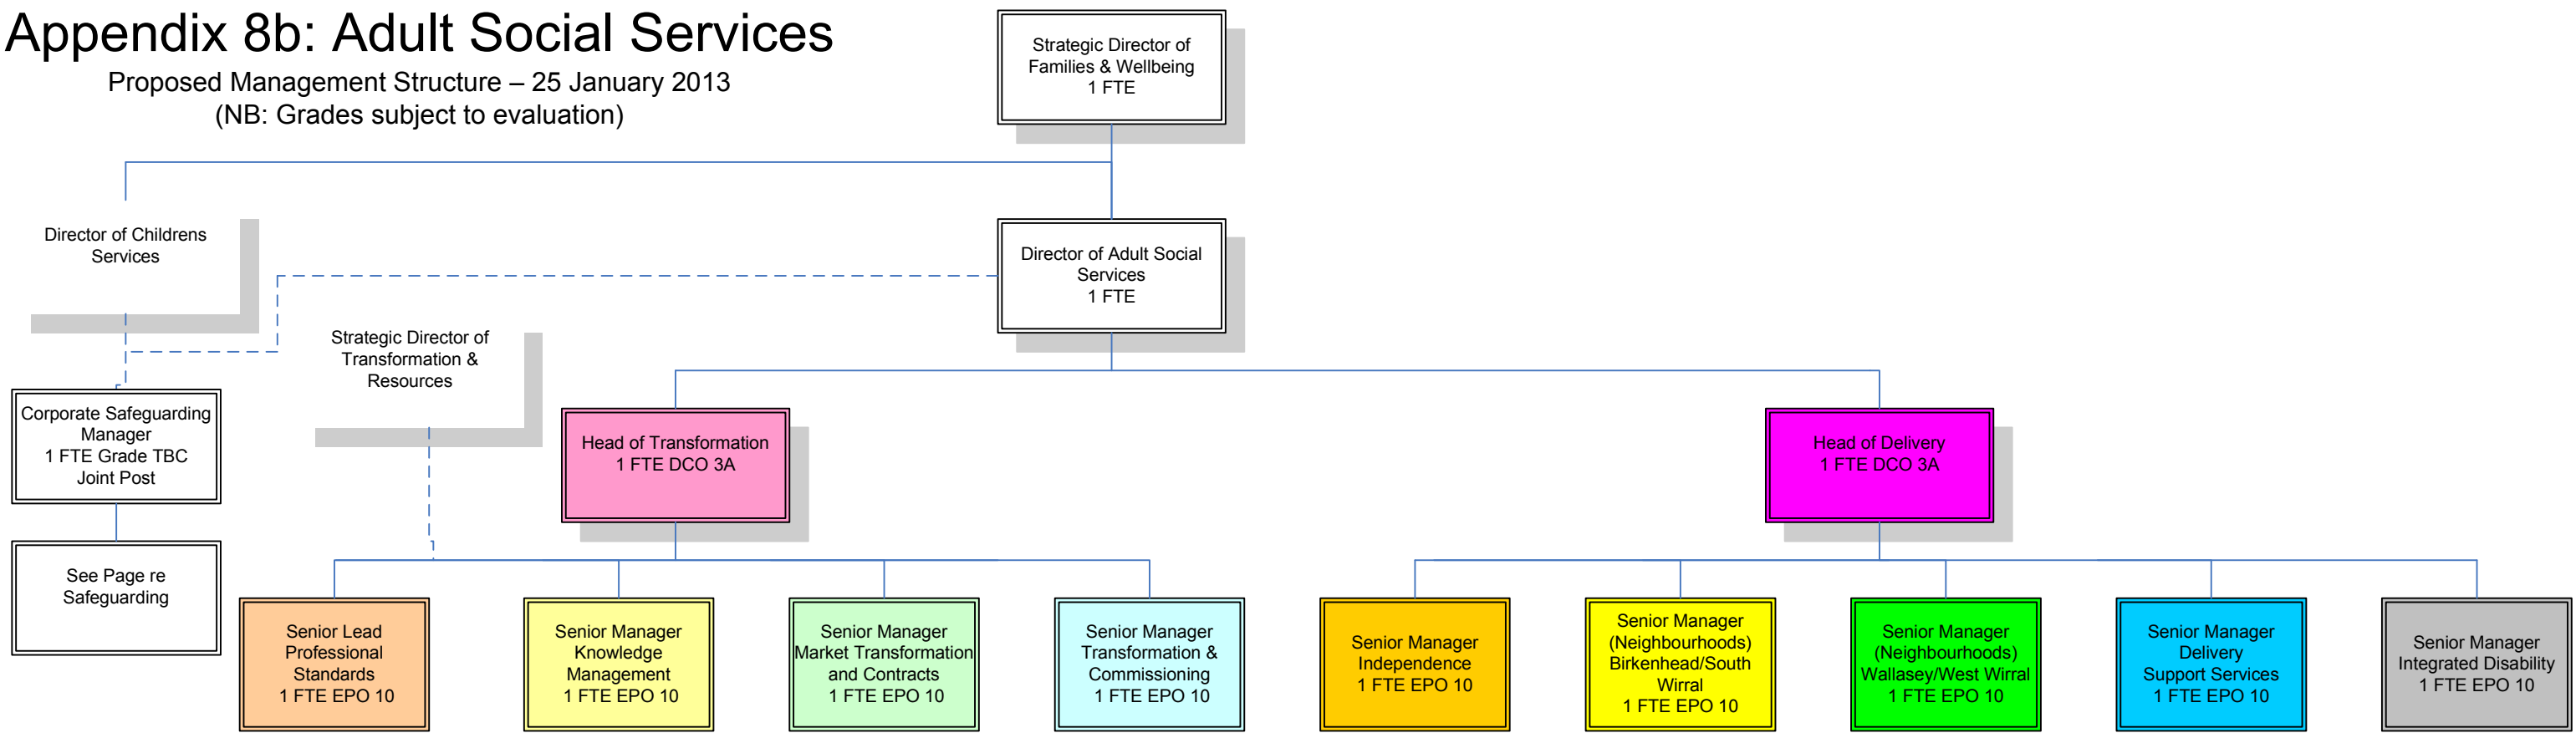 Appendix 8b: Adult Social Services
Proposed Management Structure – 25 January 2013
(NB: Grades subject to evaluation)
Strategic Director of
Families & Wellbeing
1 FTE
Director of Childrens
Services
Director of Adult Social
Services
1 FTE
Strategic Director of
Transformation &
Resources
Corporate Safeguarding
Manager
1 FTE Grade TBC
Joint Post
Head of Transformation
1 FTE DCO 3A
Head of Delivery
1 FTE DCO 3A
See Page re
Safeguarding
Senior Lead
Professional
Standards
1 FTE EPO 10
Senior Manager
Knowledge
Management
1 FTE EPO 10
Senior Manager
Market Transformation
and Contracts
1 FTE EPO 10
Senior Manager
Transformation &
Commissioning
1 FTE EPO 10
Senior Manager
Independence
1 FTE EPO 10
Senior Manager
(Neighbourhoods)
Birkenhead/South
Wirral
1 FTE EPO 10
Senior Manager
(Neighbourhoods)
Wallasey/West Wirral
1 FTE EPO 10
Senior Manager
Delivery
Support Services
1 FTE EPO 10
Senior Manager
Integrated Disability
1 FTE EPO 10